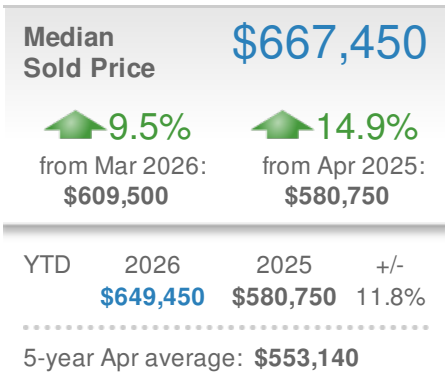 Median
Sold Price
$667,450
9.5%
from Mar 2026:
$609,500
14.9%
from Apr 2025:
$580,750
YTD 2026 2025 +/-
$649,450 $580,750 11.8%
5-year Apr average: $553,140